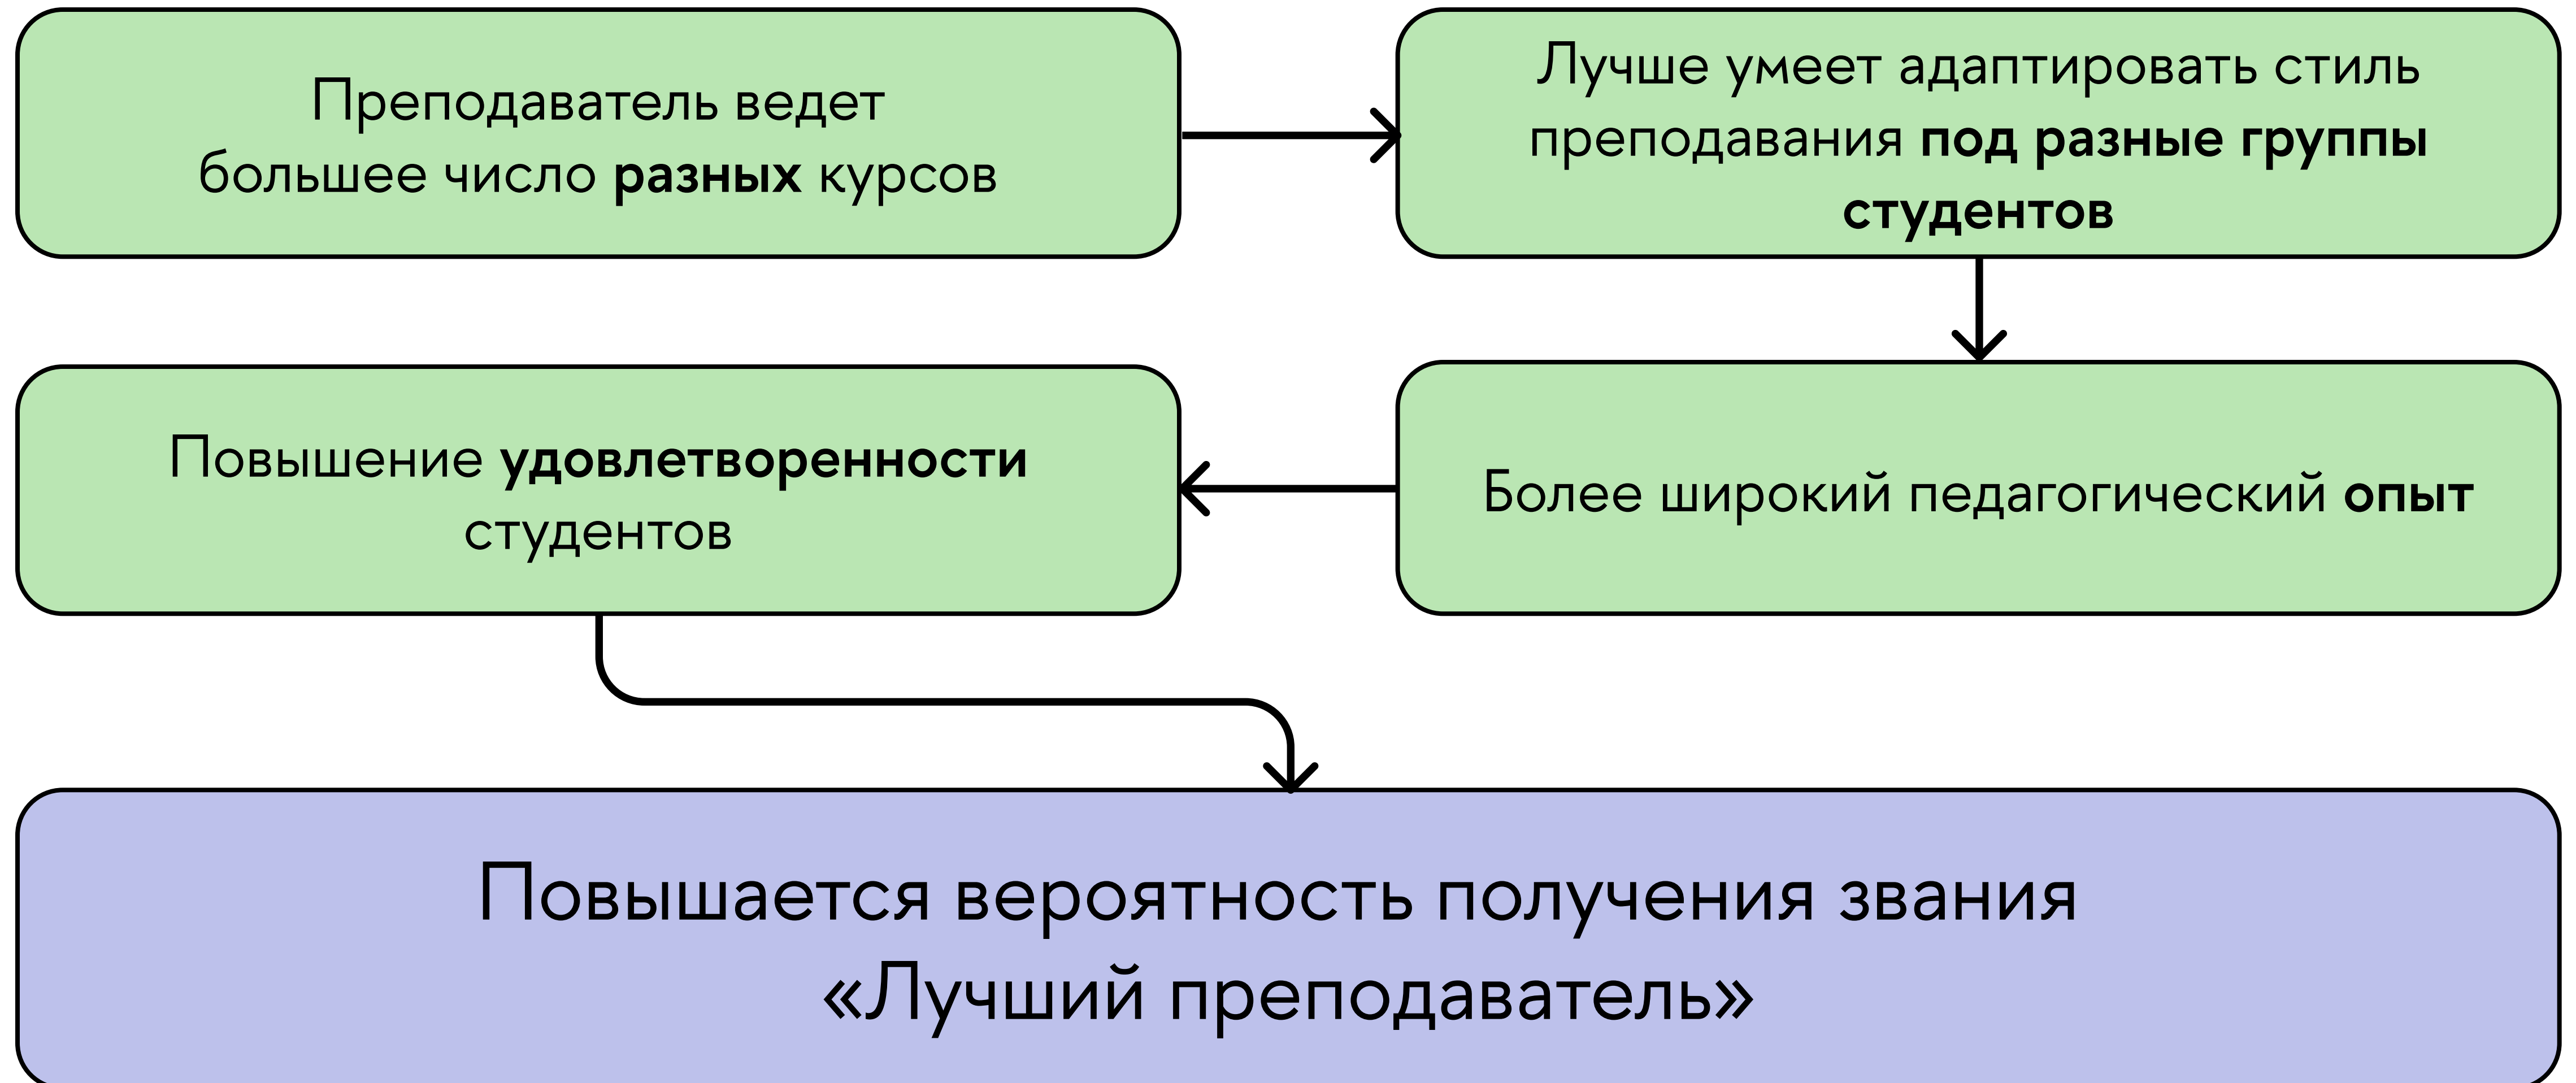 Преподаватель ведет
большее число разных курсов
Лучше умеет адаптировать стиль
преподавания под разные группы
студентов
Более широкий педагогический опыт
Повышение удовлетворенности
студентов
Повышается вероятность получения звания
«Лучший преподаватель»